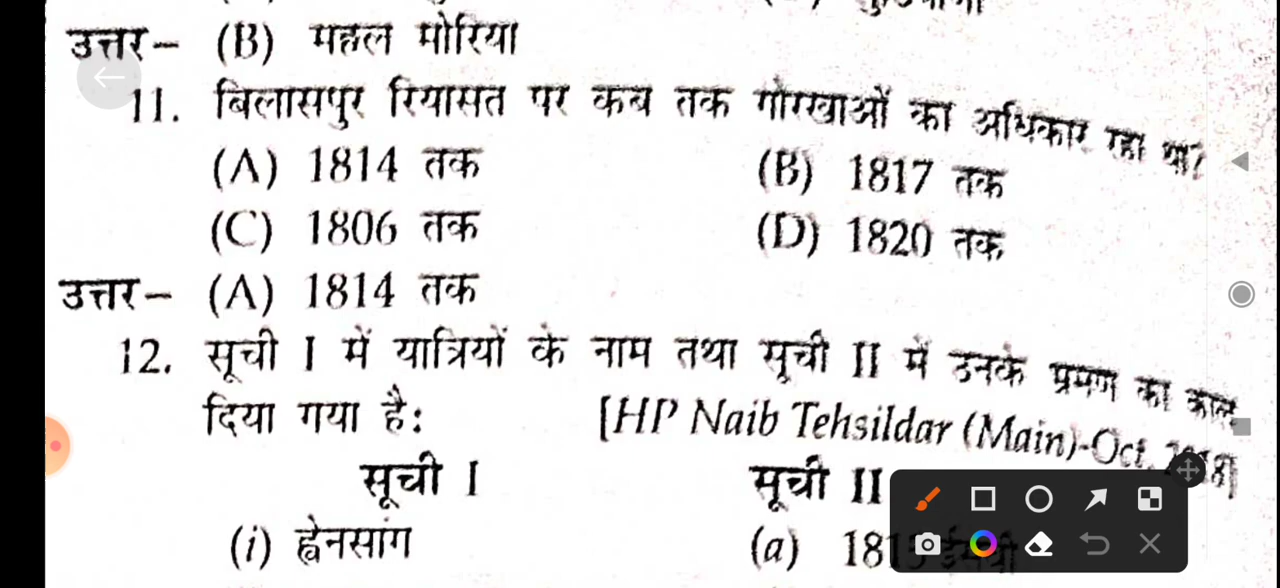 उत्तर– (B) महल मोरिया
11. बिलासपुर रियासत पर कब तक गोरखाओं का अधिकार रहा था?
(A) 1814 तक (B) 1817 तक
(C) 1806 तक (D) 1820 तक
उत्तर– (A) 1814 तक
12. सूची I में यात्रियों के नाम तथा सूची II में उनके भ्रमण का काल
दिया गया है: [HP Naib Tehsildar (Main)-Oct.
सूची I सूची II
(i) ह्वेनसांग (a)